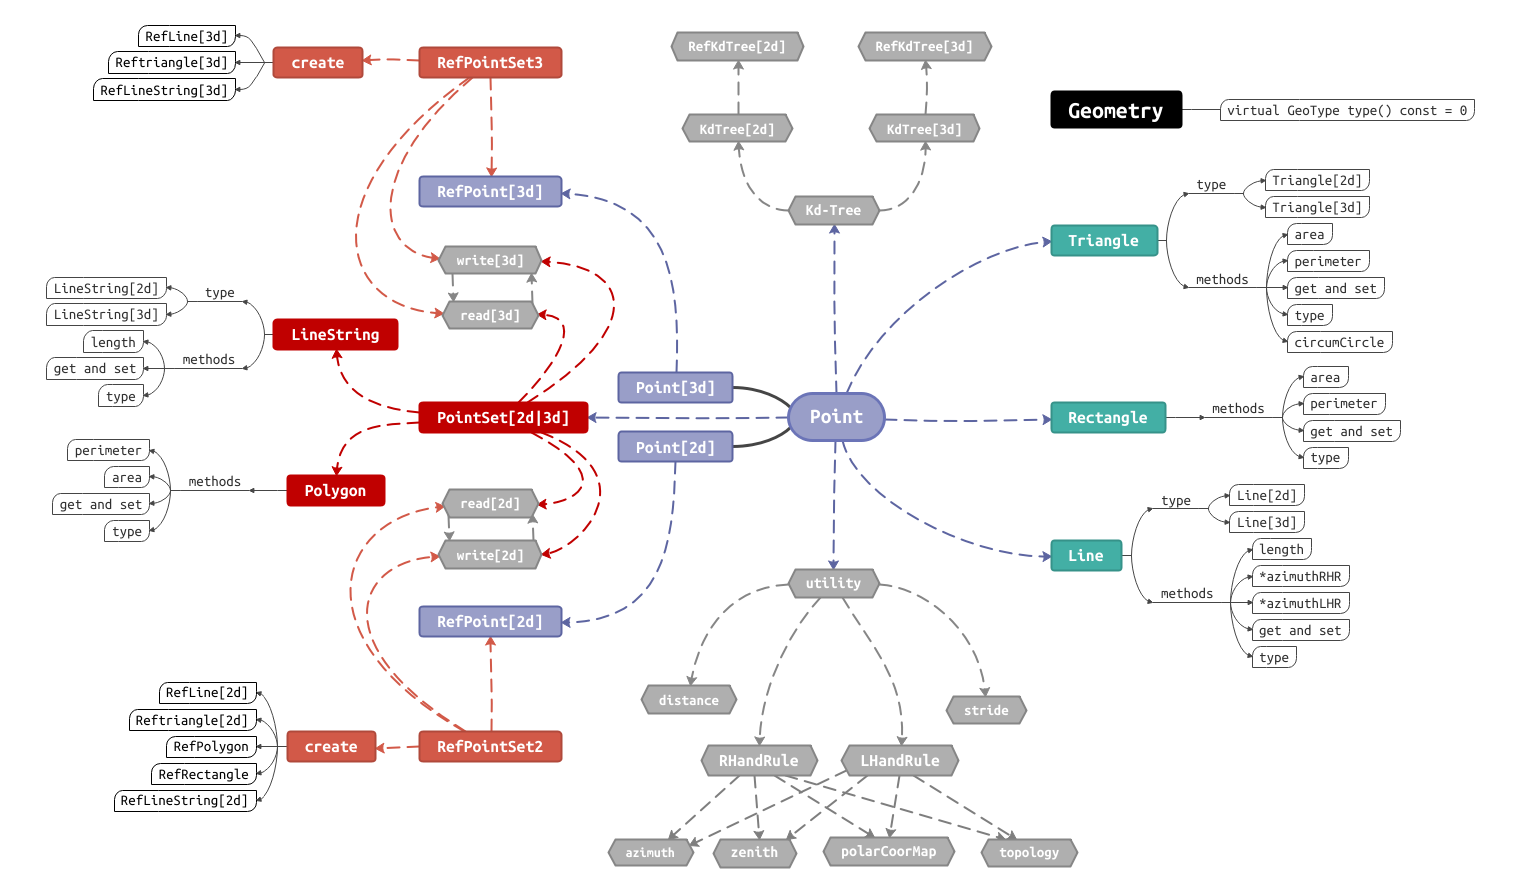 RefLine[3d]
Reftriangle[3d]
RefLineString[3d]
create
RefPointSet3
RefKdTree[2d]
RefKdTree[3d]
KdTree[2d]
KdTree[3d]
Kd-Tree
Geometry
virtual GeoType type() const = 0
RefPoint[3d]
write[3d]
read[3d]
Triangle
type
Triangle[2d]
Triangle[3d]
methods
area
perimeter
get and set
type
circumCircle
LineString[2d]
LineString[3d]
type
LineString
length
get and set
type
methods
Point[3d]
Point
Point[2d]
PointSet[2d|3d]
Rectangle
methods
area
perimeter
get and set
type
perimeter
area
get and set
type
methods
Polygon
read[2d]
write[2d]
Line
type
Line[2d]
Line[3d]
methods
length
*azimuthRHR
*azimuthLHR
get and set
type
utility
RefPoint[2d]
distance
stride
RefLine[2d]
Reftriangle[2d]
RefPolygon
RefRectangle
RefLineString[2d]
create
RefPointSet2
RHandRule
LHandRule
azimuth
zenith
polarCoorMap
topology